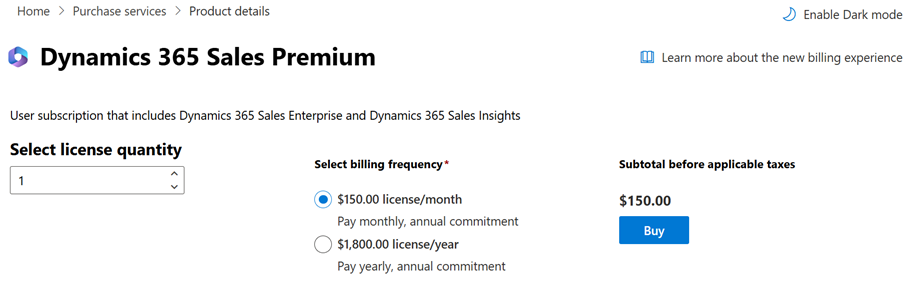 Home > Purchase services > Product details
Enable Dark mode
Dynamics 365 Sales Premium
Learn more about the new billing experience
User subscription that includes Dynamics 365 Sales Enterprise and Dynamics 365 Sales Insights
Select license quantity
1
Select billing frequency*
$150.00 license/month
Pay monthly, annual commitment
$1,800.00 license/year
Pay yearly, annual commitment
Subtotal before applicable taxes
$150.00
Buy